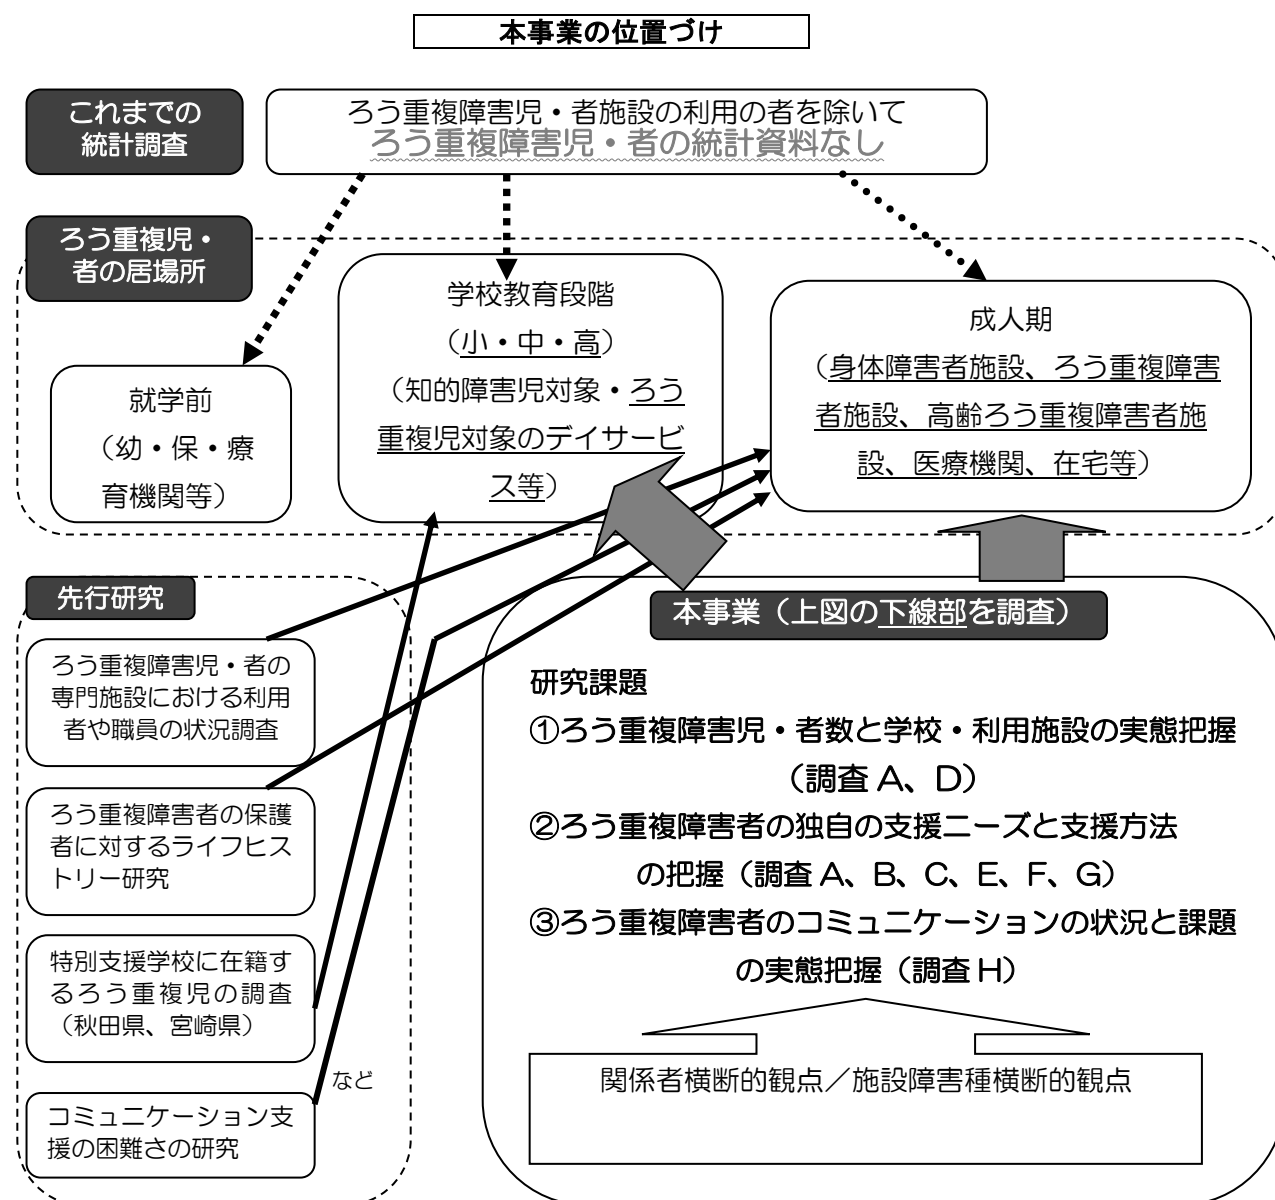 本事業の位置づけ
これまでの
統計調査
ろう重複障害児・者施設の利用の者を除いて
ろう重複障害児・者の統計資料なし
ろう重複児・
者の居場所
就学前
（幼・保・療
育機関等）
学校教育段階
（小・中・高）
（知的障害児対象・ろう
重複児対象のデイサービ
ス等）
成人期
（身体障害者施設、ろう重複障害
者施設、高齢ろう重複障害者施
設、医療機関、在宅等）
先行研究
ろう重複障害児・者の
専門施設における利用
者や職員の状況調査
ろう重複障害者の保護
者に対するライフヒス
トリー研究
特別支援学校に在籍す
るろう重複児の調査
（秋田県、宮崎県）
など
コミュニケーション支
援の困難さの研究
本事業（上図の下線部を調査）
研究課題
①ろう重複障害児・者数と学校・利用施設の実態把握
（調査 A、D）
②ろう重複障害者の独自の支援ニーズと支援方法
の把握（調査 A、B、C、E、F、G）
③ろう重複障害者のコミュニケーションの状況と課題
の実態把握（調査 H）
関係者横断的観点／施設障害種横断的観点